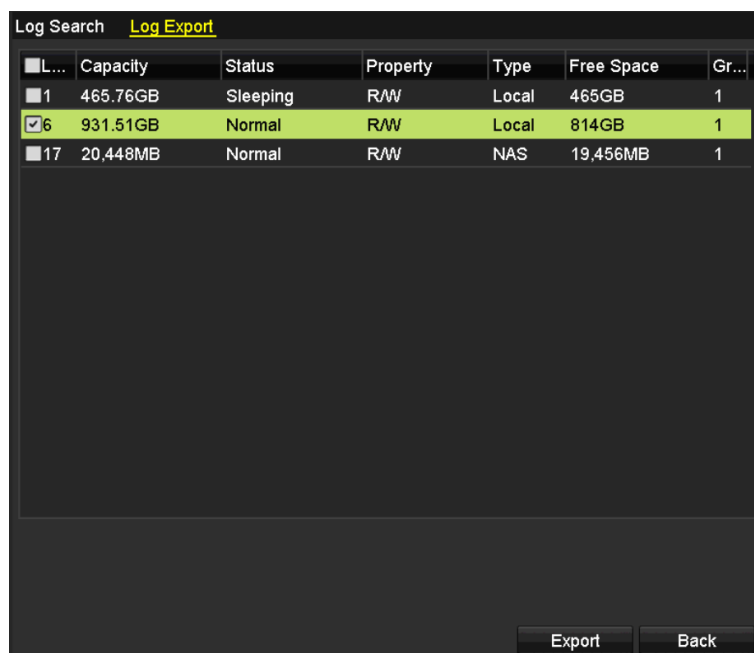 Log Search Log Export
L... Capacity Status Property Type Free Space Gr...
1 465.76GB Sleeping R/W Local 465GB 1
6 931.51GB Normal R/W Local 814GB 1
17 20,448MB Normal R/W NAS 19,456MB 1
Export Back